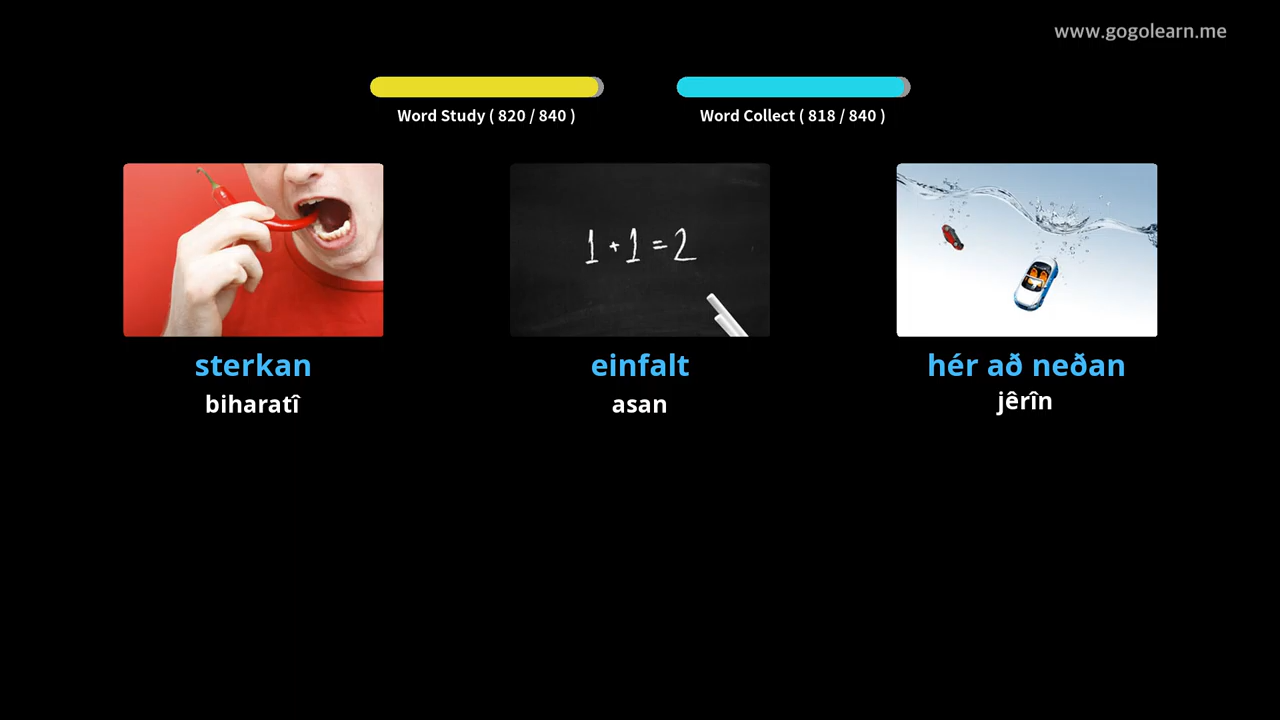 www.gogolearn.me
Word Study ( 820 / 840 )
Word Collect ( 818 / 840 )
1 + 1 = 2
sterkan
einfalt
hér að neðan
biharatî
asan
jêrîn